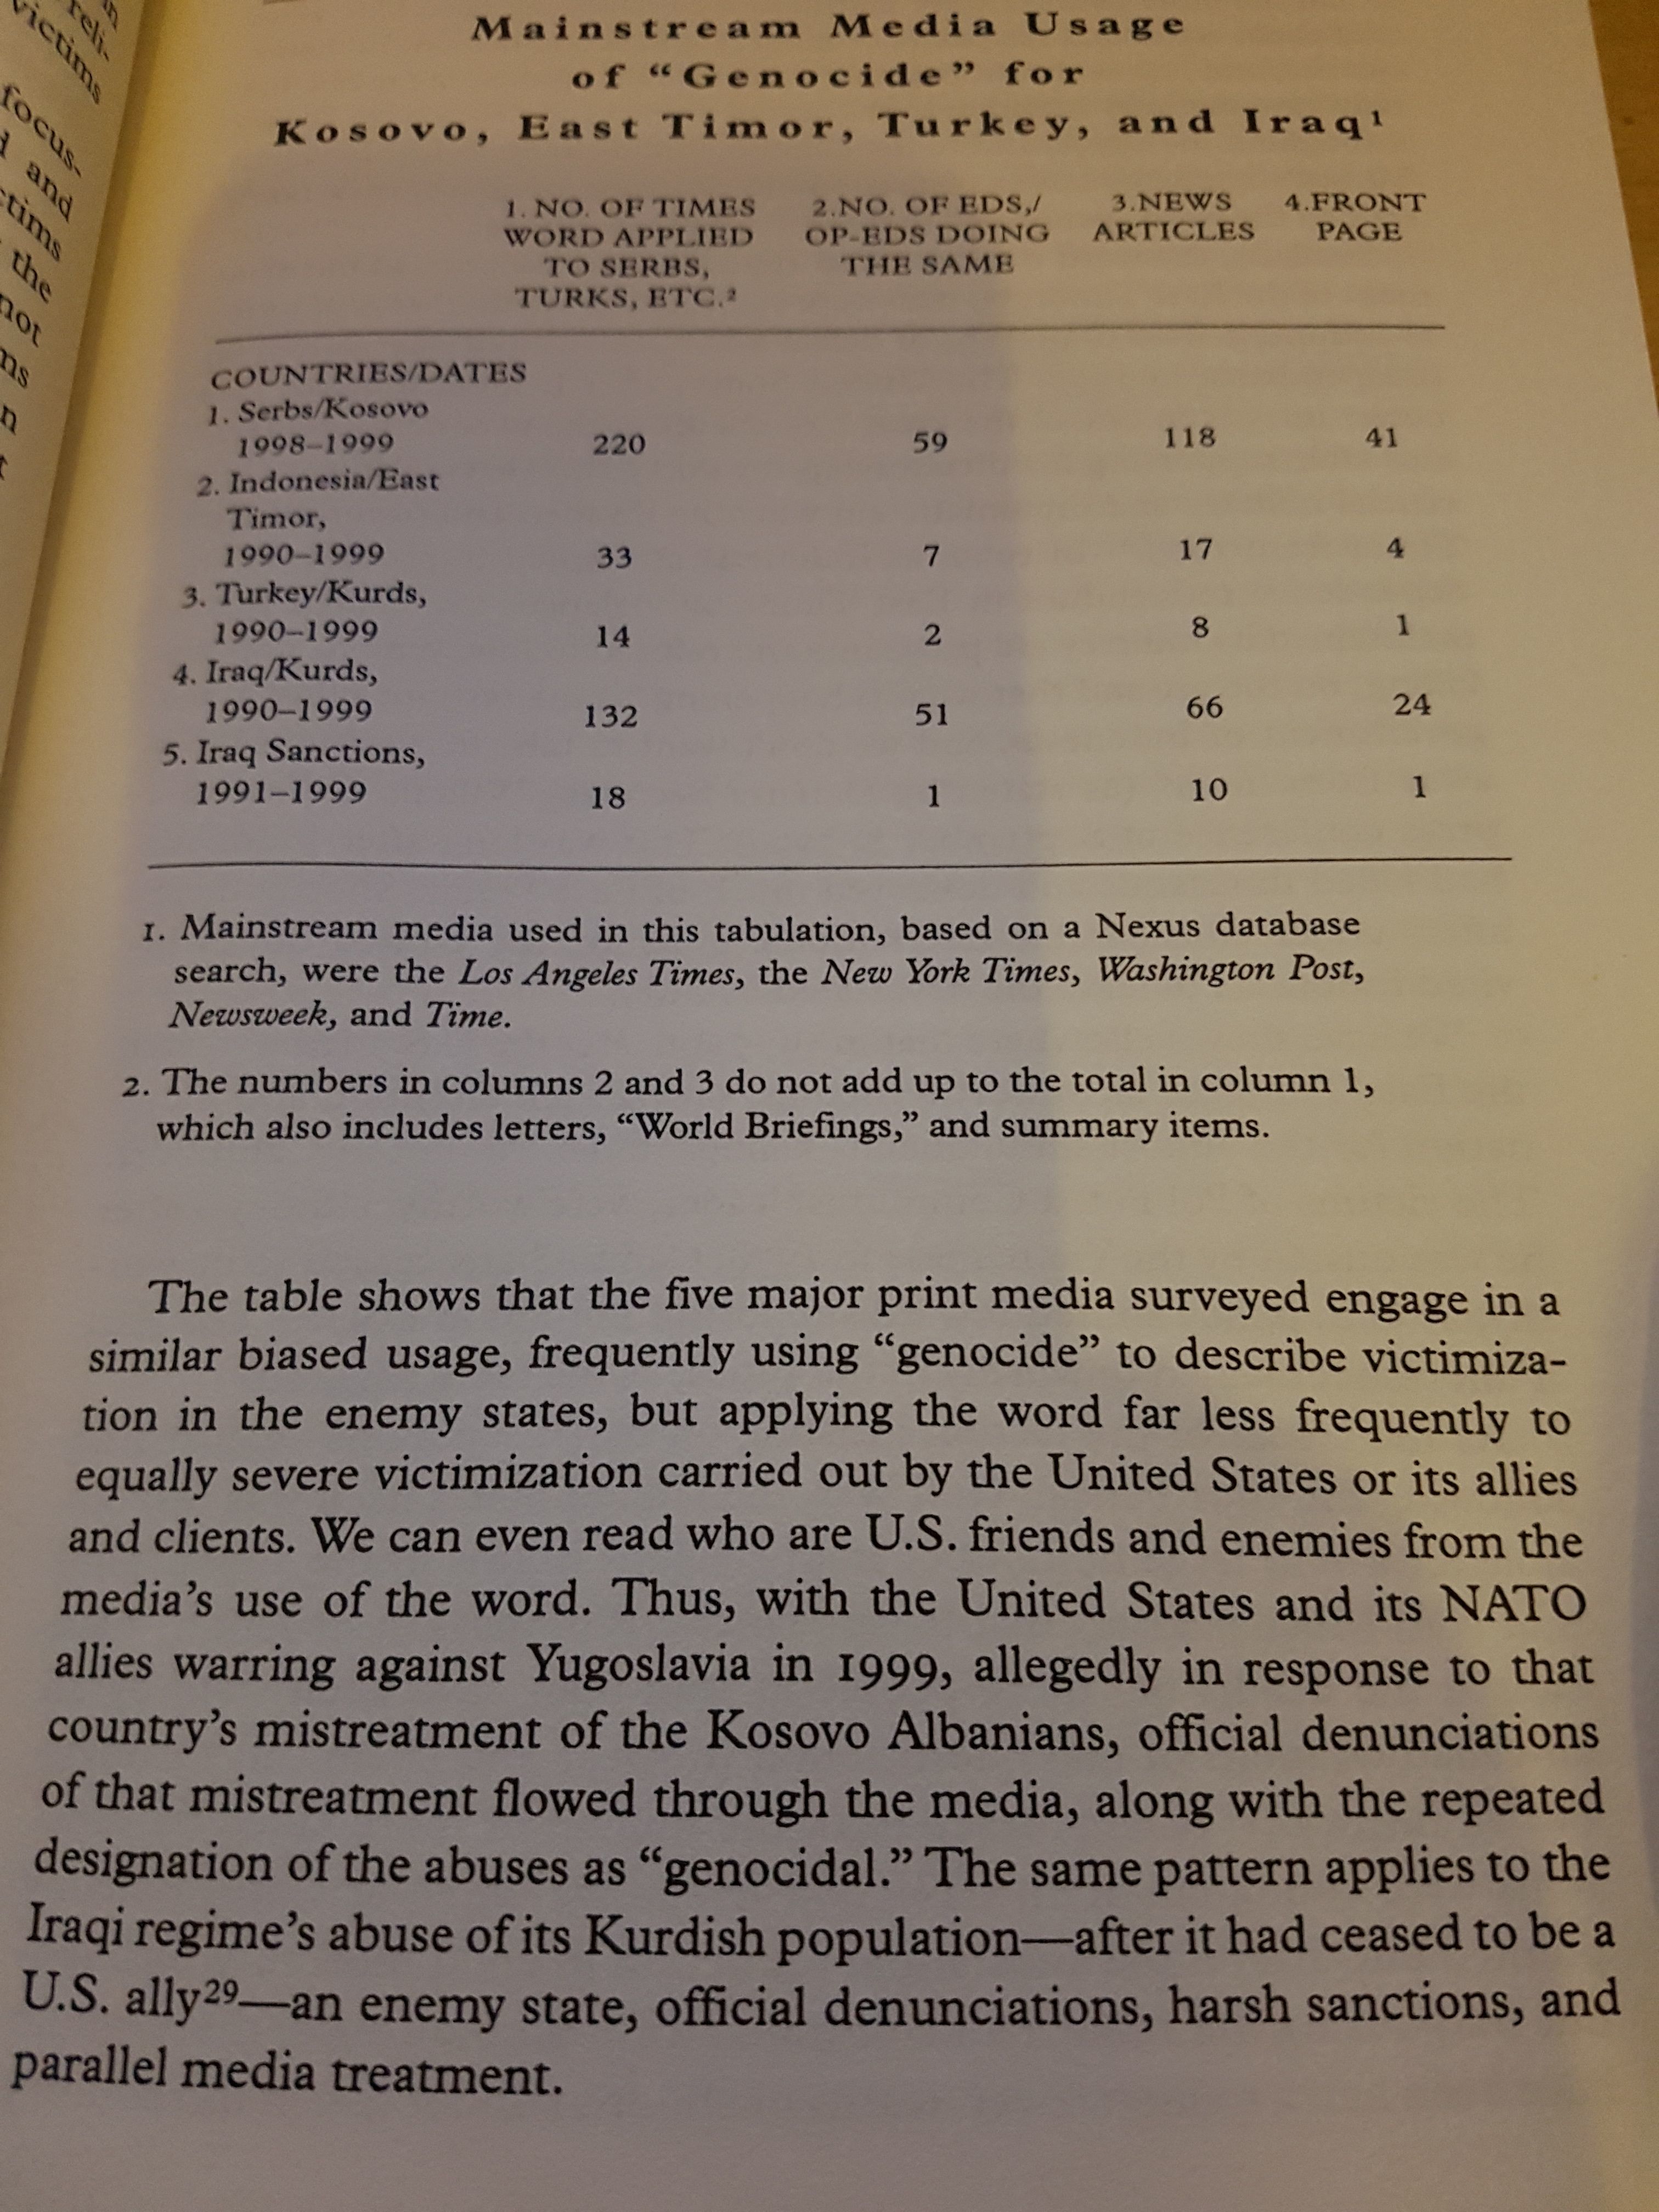 in
reli-
victims
focus-
and
the
not
Mainstream Media Usage
of “Genocide” for
Kosovo, East Timor, Turkey, and Iraq¹
1. NO. OF TIMES WORD APPLIED TO SERBS, TURKS, ETC.²
2.NO. OF EDS,/ OP-EDS DOING THE SAME
3.NEWS ARTICLES
4.FRONT PAGE
COUNTRIES/DATES
1. Serbs/Kosovo
1998–1999 220 59 118 41
2. Indonesia/East
Timor,
1990–1999 33 7 17 4
3. Turkey/Kurds,
1990–1999 14 2 8 1
4. Iraq/Kurds,
1990–1999 132 51 66 24
5. Iraq Sanctions,
1991–1999 18 1 10 1
1. Mainstream media used in this tabulation, based on a Nexus database
search, were the Los Angeles Times, the New York Times, Washington Post,
Newsweek, and Time.
2. The numbers in columns 2 and 3 do not add up to the total in column 1,
which also includes letters, “World Briefings,” and summary items.
The table shows that the five major print media surveyed engage in a
similar biased usage, frequently using “genocide” to describe victimiza-
tion in the enemy states, but applying the word far less frequently to
equally severe victimization carried out by the United States or its allies
and clients. We can even read who are U.S. friends and enemies from the
media’s use of the word. Thus, with the United States and its NATO
allies warring against Yugoslavia in 1999, allegedly in response to that
country’s mistreatment of the Kosovo Albanians, official denunciations
of that mistreatment flowed through the media, along with the repeated
designation of the abuses as “genocidal.” The same pattern applies to the
Iraqi regime’s abuse of its Kurdish population—after it had ceased to be a
U.S. ally²⁹—an enemy state, official denunciations, harsh sanctions, and
parallel media treatment.